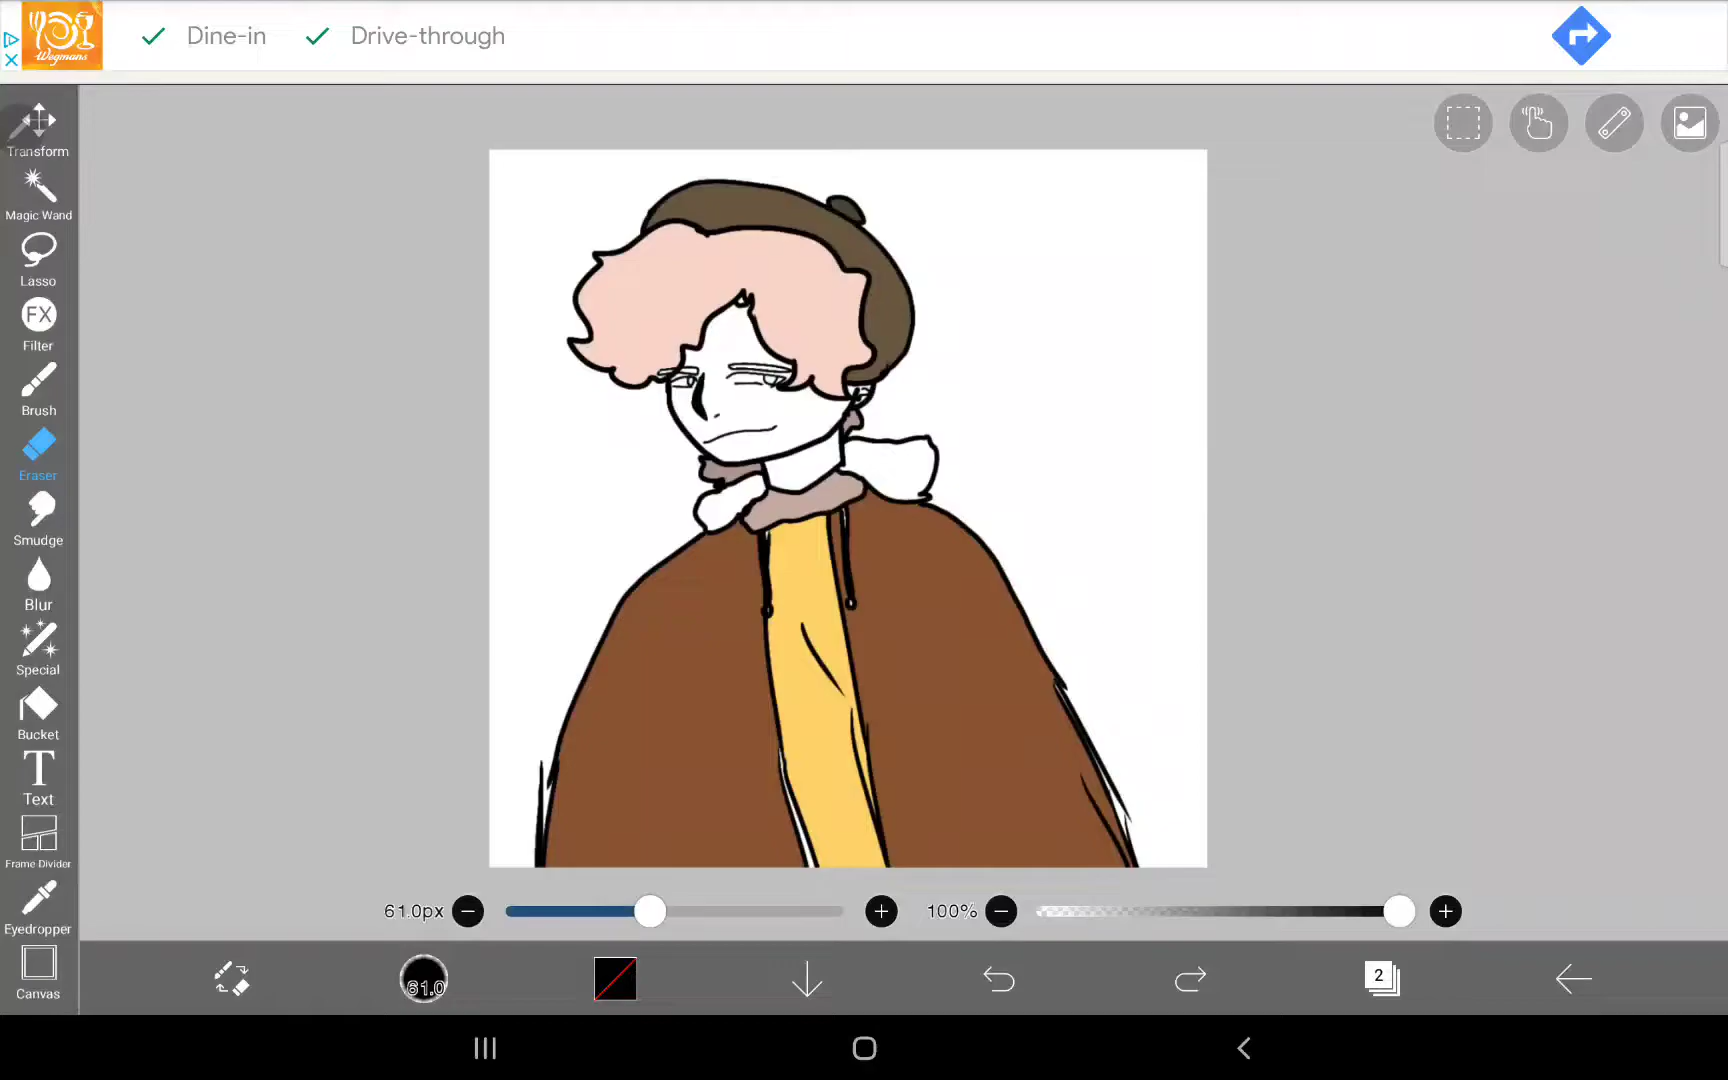 Wegmans
Dine-in
Drive-through
Transform
Magic Wand
Lasso
FX
Filter
Brush
Eraser
Smudge
Blur
Special
Bucket
T
Text
Frame Divider
Eyedropper
Canvas
61.0px
100%
61.0
2